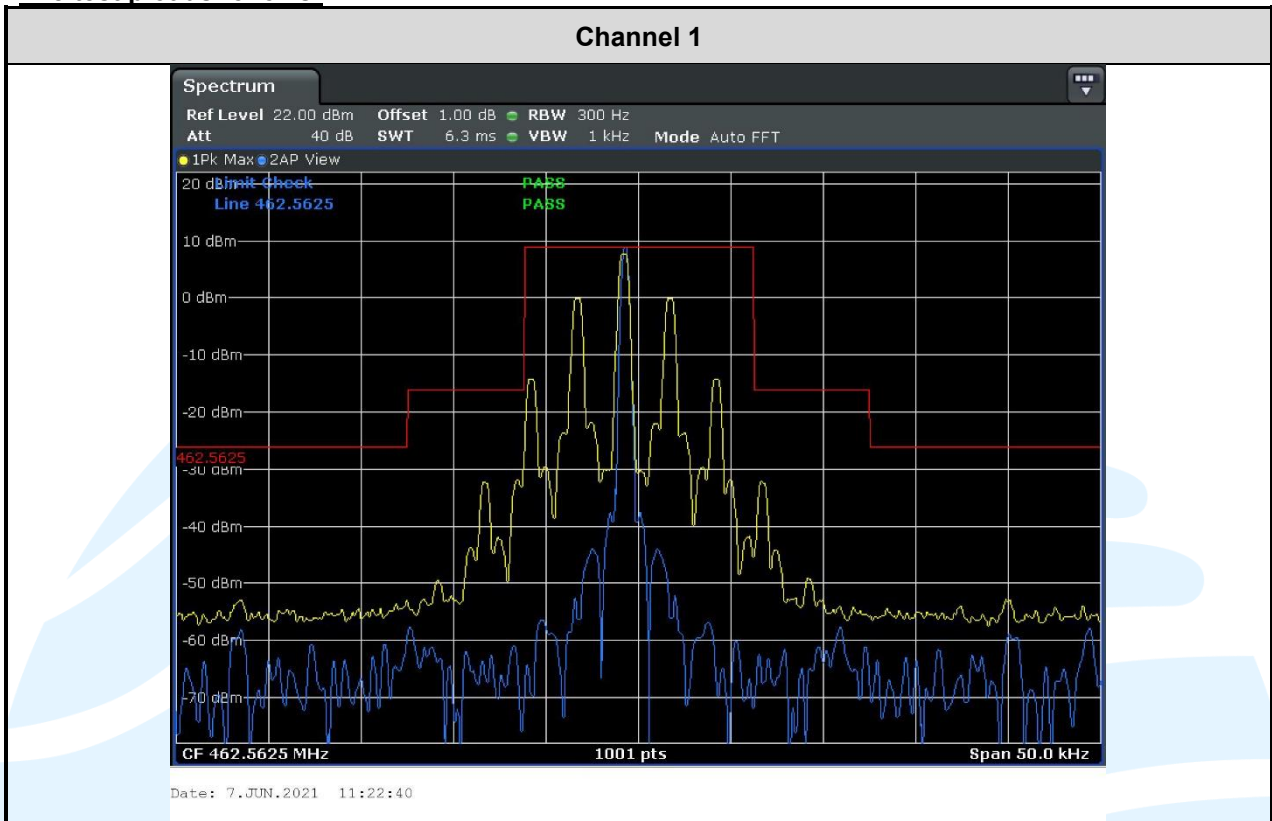 Channel 1
Spectrum
Ref Level 22.00 dBm Offset 1.00 dB RBW 300 Hz
Att 40 dB SWT 6.3 ms VBW 1 kHz Mode Auto FFT
1Pk Max 2AP View
20 dBm Limit Check PASS
Line 462.5625 PASS
10 dBm
0 dBm
-10 dBm
-20 dBm
462.5625
-30 dBm
-40 dBm
-50 dBm
-60 dBm
-70 dBm
CF 462.5625 MHz 1001 pts Span 50.0 kHz
Date: 7.JUN.2021 11:22:40